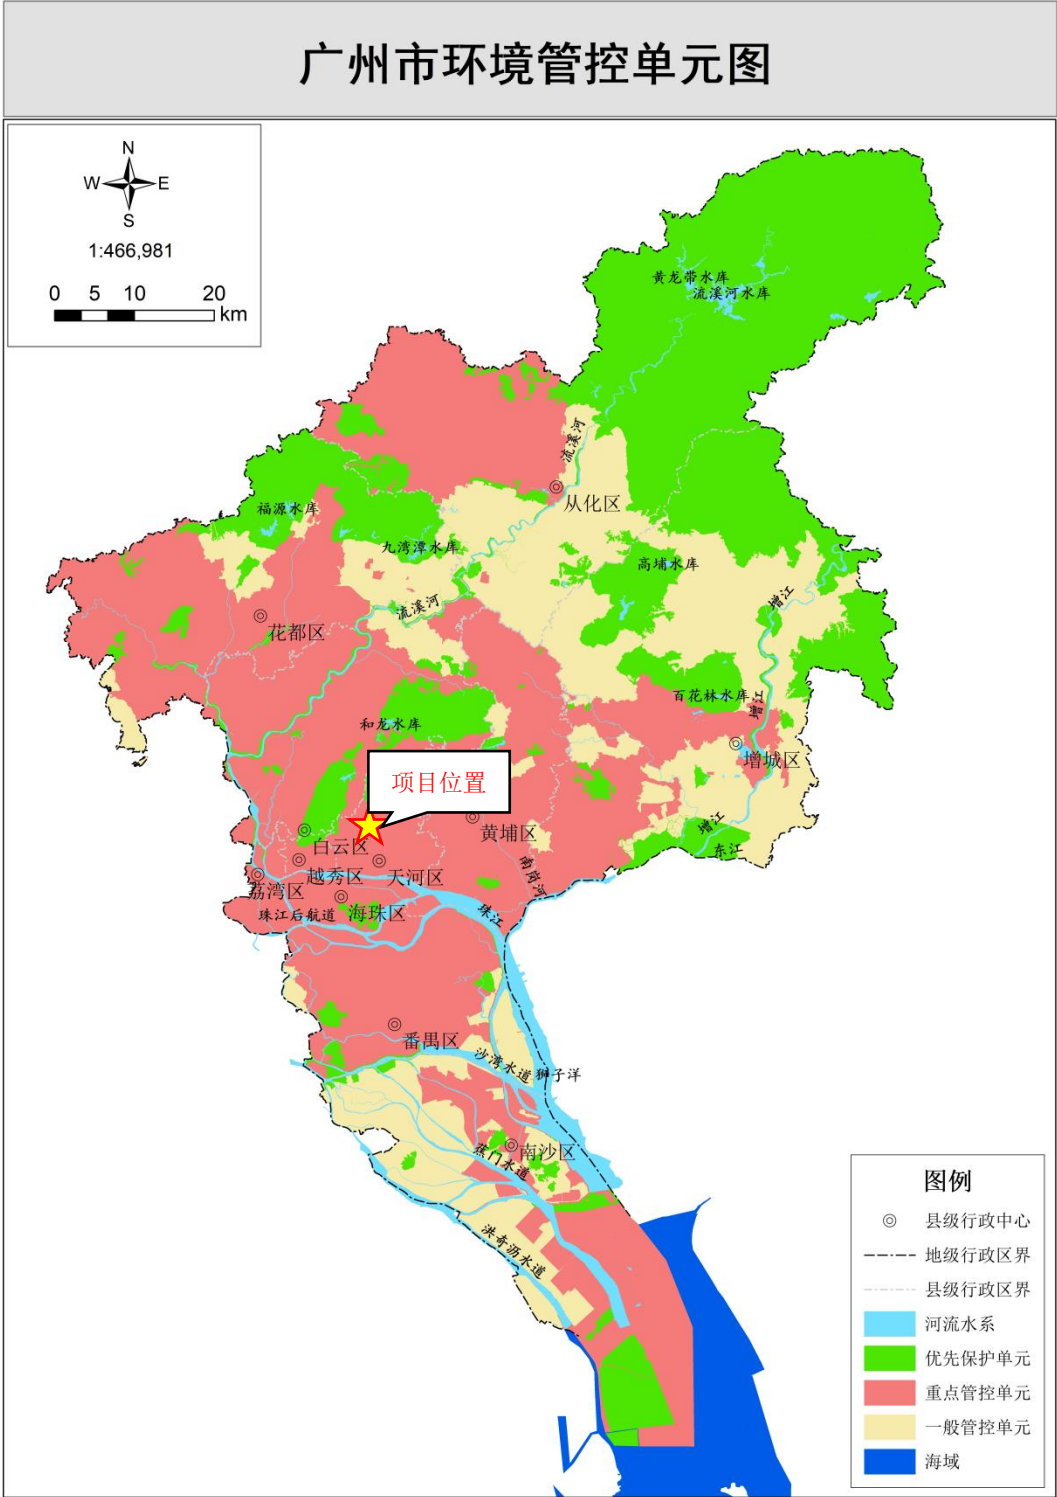 广州市环境管控单元图
N
W E
S
1:466,981
0 5 10 20
km
黄龙带水库
流溪河水库
流溪河
从化区
福源水库
九湾潭水库
高埔水库
增江
流溪河
花都区
百花林水库
增江
和龙水库
增城区
项目位置
黄埔区
增江
白云区
东江
越秀区
天河区
南岗河
荔湾区
海珠区
珠江后航道
珠江
番禺区
沙湾水道
狮子洋
南沙区
蕉门水道
洪奇沥水道
图例
县级行政中心
地级行政区界
县级行政区界
河流水系
优先保护单元
重点管控单元
一般管控单元
海域